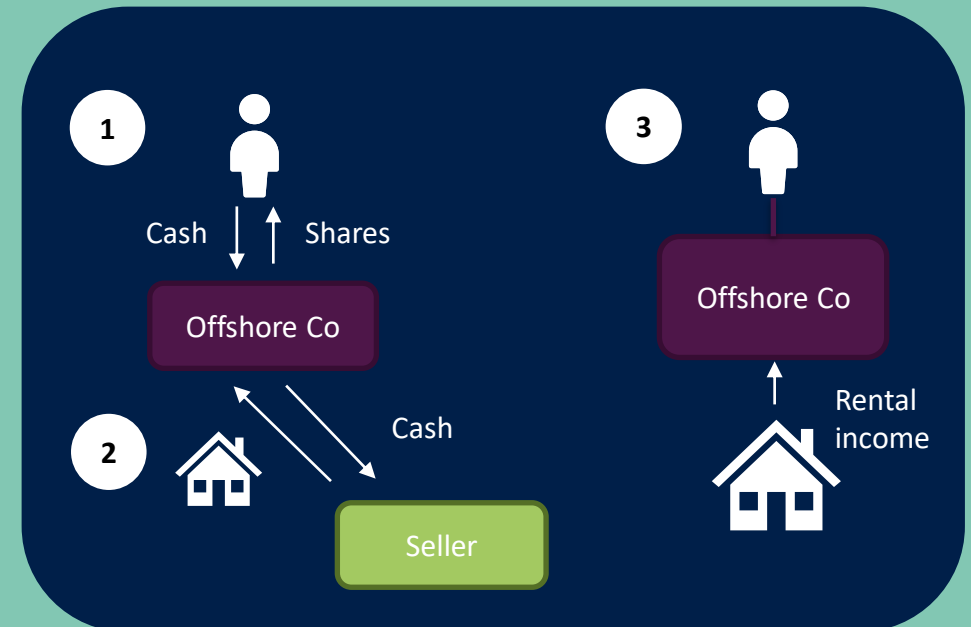 1
Cash
Shares
Offshore Co
2
Cash
Seller
3
Offshore Co
Rental
income